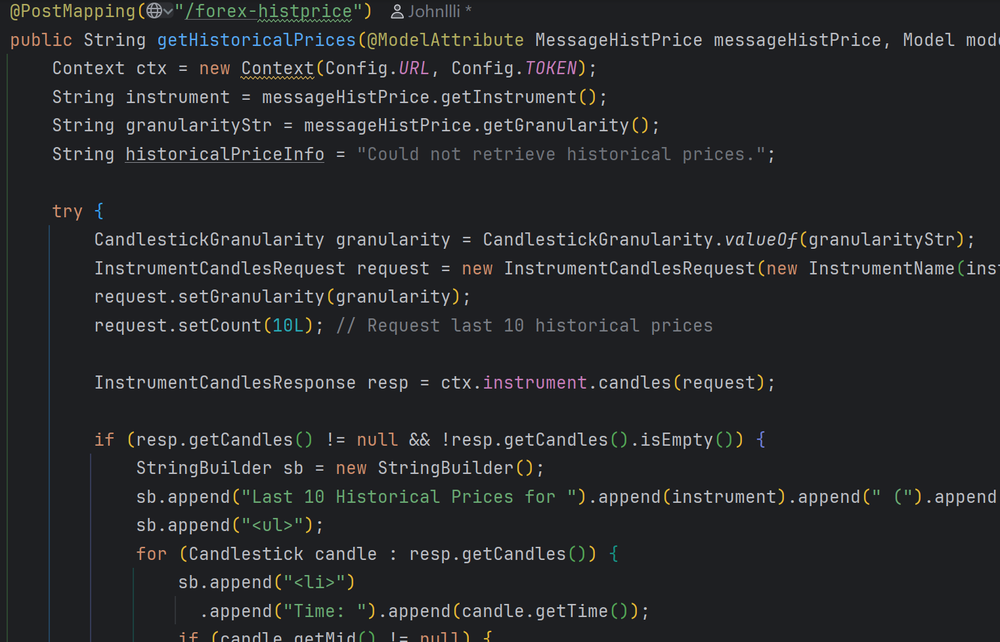 @PostMapping("/forex-histprice") Johnllli *
public String getHistoricalPrices(@ModelAttribute MessageHistPrice messageHistPrice, Model mode
    Context ctx = new Context(Config.URL, Config.TOKEN);
    String instrument = messageHistPrice.getInstrument();
    String granularityStr = messageHistPrice.getGranularity();
    String historicalPriceInfo = "Could not retrieve historical prices.";
    try {
        CandlestickGranularity granularity = CandlestickGranularity.valueOf(granularityStr);
        InstrumentCandlesRequest request = new InstrumentCandlesRequest(new InstrumentName(inst
        request.setGranularity(granularity);
        request.setCount(10L); // Request last 10 historical prices
        InstrumentCandlesResponse resp = ctx.instrument.candles(request);
        if (resp.getCandles() != null && !resp.getCandles().isEmpty()) {
            StringBuilder sb = new StringBuilder();
            sb.append("Last 10 Historical Prices for ").append(instrument).append(" (").append
            sb.append("<ul>");
            for (Candlestick candle : resp.getCandles()) {
                sb.append("<li>")
                  .append("Time: ").append(candle.getTime());
                if (candle.getMid() != null) {